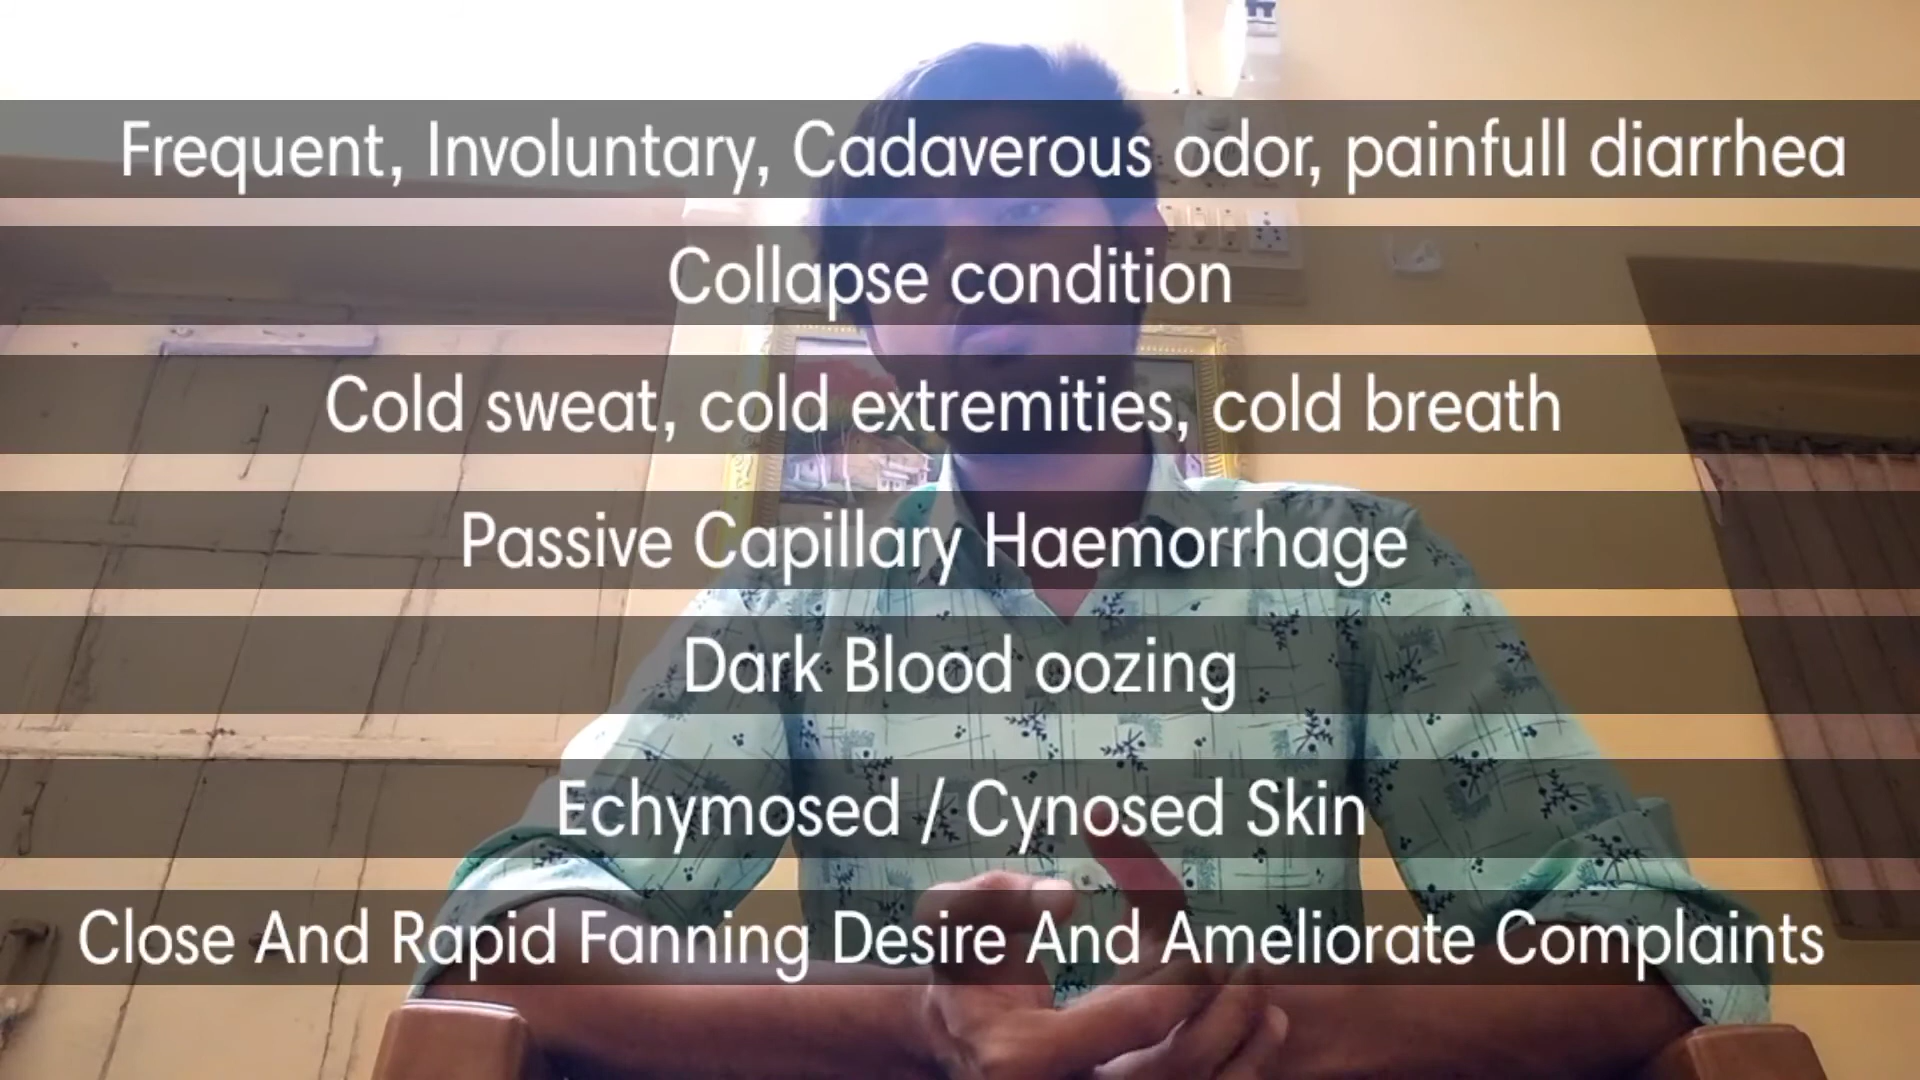 Frequent, Involuntary, Cadaverous odor, painfull diarrhea
Collapse condition
Cold sweat, cold extremities, cold breath
Passive Capillary Haemorrhage
Dark Blood oozing
Echymosed / Cynosed Skin
Close And Rapid Fanning Desire And Ameliorate Complaints